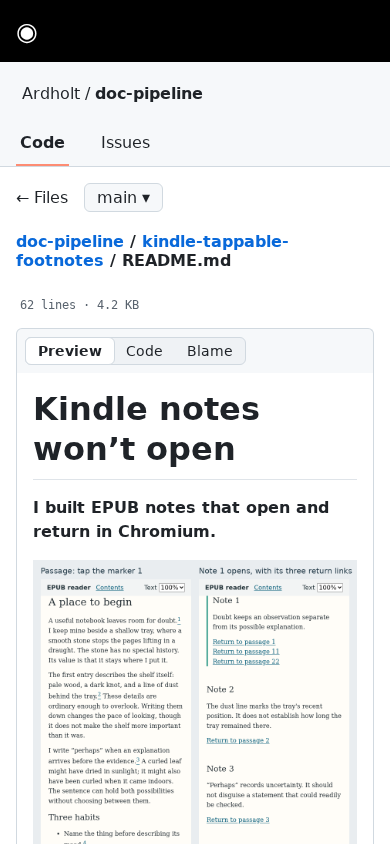 Ardholt / doc-pipeline
Code Issues
← Files main ▾
doc-pipeline / kindle-tappable-
footnotes / README.md
62 lines · 4.2 KB
Preview Code Blame
Kindle notes
won’t open
I built EPUB notes that open and
return in Chromium.
Passage: tap the marker 1
EPUB reader Contents Text 100%
A place to begin
A useful notebook leaves room for doubt.1
I keep mine beside a shallow tray, where a
smooth stone stops the pages lifting in a
draught. The stone has no special history.
Its value is that it stays where I put it.
The first entry describes the shelf itself:
pale wood, a dark knot, and a line of dust
behind the tray.2 These details are
ordinary enough to overlook. Writing them
down changes the pace of looking, though
it does not make the shelf more important
than it was.
I write “perhaps” when an explanation
arrives before the evidence.3 A curled leaf
might have dried in sunlight; it might also
have been curled when it came indoors.
The sentence can hold both possibilities
without choosing between them.
Three habits
• Name the thing before describing its
Note 1 opens, with its three return links
EPUB reader Contents Text 100%
Note 1
Doubt keeps an observation separate
from its possible explanation.
Return to passage 1
Return to passage 11
Return to passage 22
Note 2
The dust line marks the tray's recent
position. It does not establish how long the
tray remained there.
Return to passage 2
Note 3
“Perhaps” records uncertainty. It should
not disguise a statement that could readily
be checked.
Return to passage 3